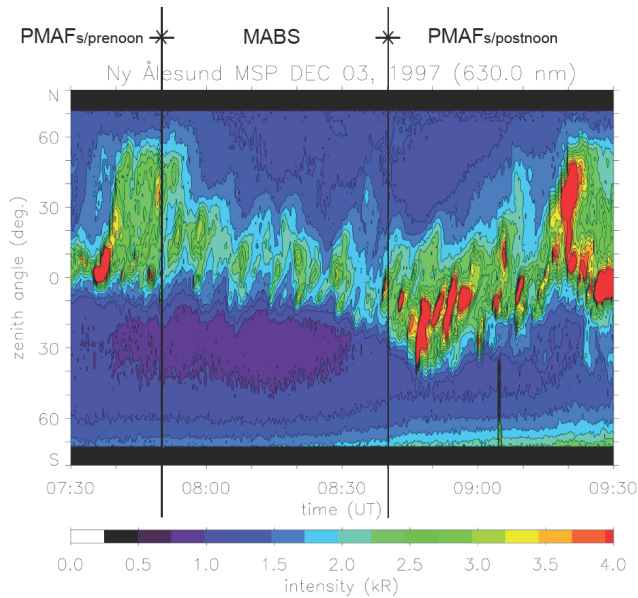 PMAFs/prenoon MABS PMAFs/postnoon
Ny Ålesund MSP DEC 03, 1997 (630.0 nm)
N
60
30
0
30
60
S
zenith angle (deg.)
07:30 08:00 08:30 09:00 09:30
time (UT)
0.0 0.5 1.0 1.5 2.0 2.5 3.0 3.5 4.0
intensity (kR)